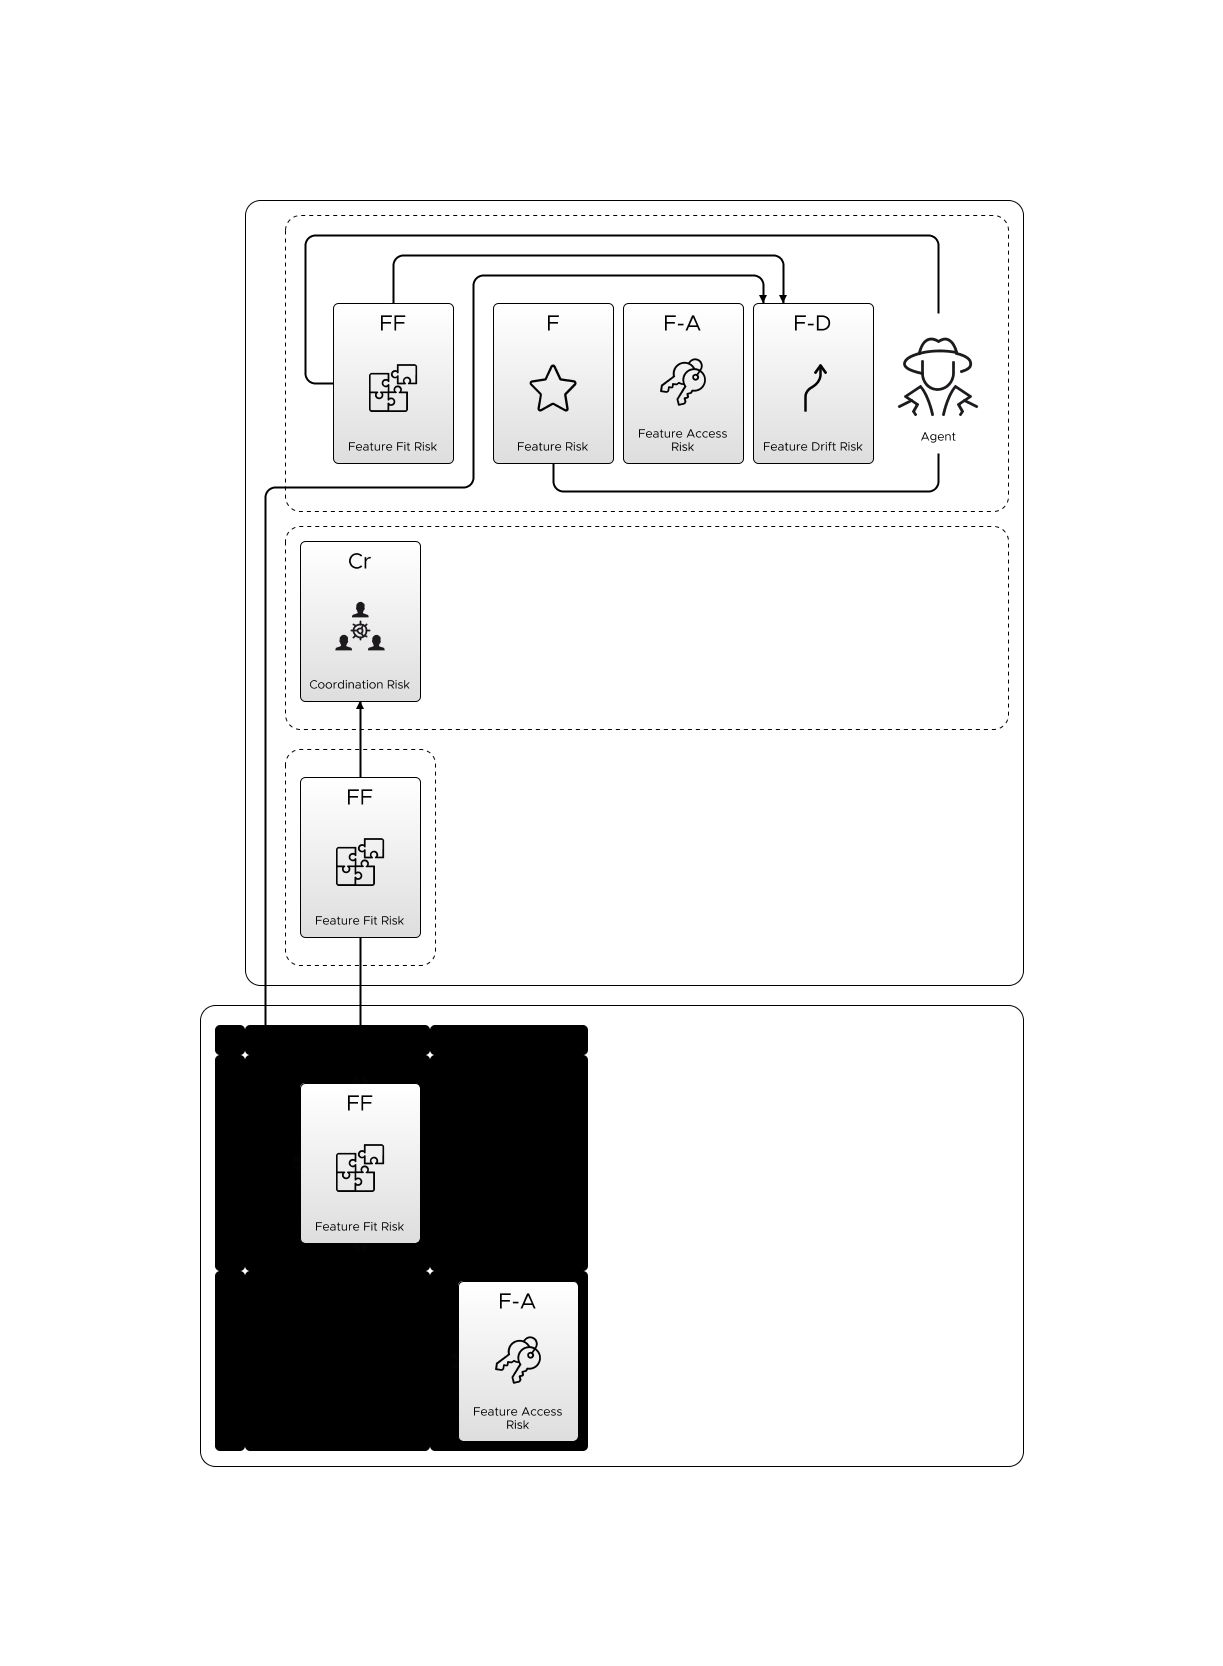 FF
Feature Fit Risk
F
Feature Risk
F-A
Feature Access
Risk
F-D
Feature Drift Risk
Agent
Cr
Coordination Risk
FF
Feature Fit Risk
FF
Feature Fit Risk
F-A
Feature Access
Risk